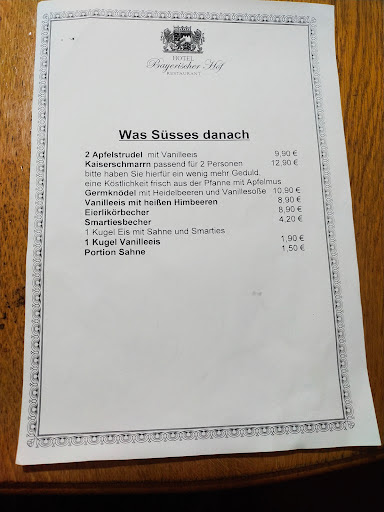 HOTEL
Bayerischer Hof
RESTAURANT
Was Süsses danach
2 Apfelstrudel mit Vanilleeis 9,90 €
Kaiserschmarrn passend für 2 Personen 12,90 €
bitte haben Sie hierfür ein wenig mehr Geduld,
eine Köstlichkeit frisch aus der Pfanne mit Apfelmus
Germknödel mit Heidelbeeren und Vanillesoße 10,90 €
Vanilleeis mit heißen Himbeeren 8,90 €
Eierlikörbecher 8,90 €
Smartiesbecher 4,20 €
1 Kugel Eis mit Sahne und Smarties
1 Kugel Vanilleeis 1,90 €
Portion Sahne 1,50 €